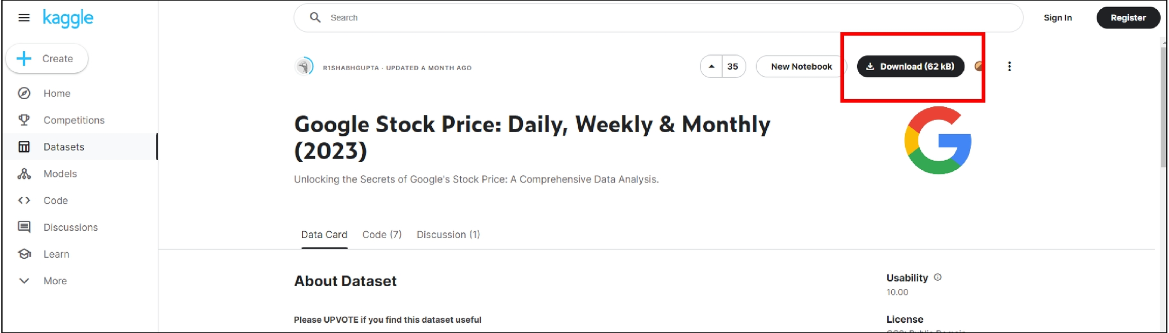 kaggle
Search
Sign In
Register
Create
Home
Competitions
Datasets
Models
Code
Discussions
Learn
More
R1SHABHGUPTA · UPDATED A MONTH AGO
35
New Notebook
Download (62 kB)
Google Stock Price: Daily, Weekly & Monthly
(2023)
Unlocking the Secrets of Google's Stock Price: A Comprehensive Data Analysis.
Data Card
Code (7)
Discussion (1)
About Dataset
Please UPVOTE if you find this dataset useful
Usability
10.00
License